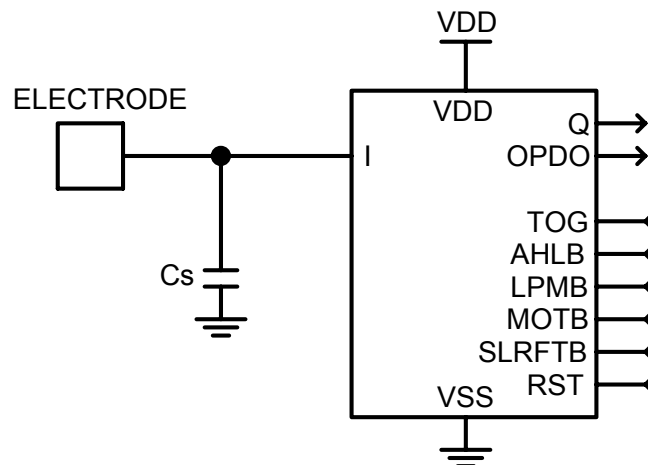 VDD
ELECTRODE
VDD
Q
I
OPDO
TOG
AHLB
Cs
LPMB
MOTB
SLRFTB
RST
VSS